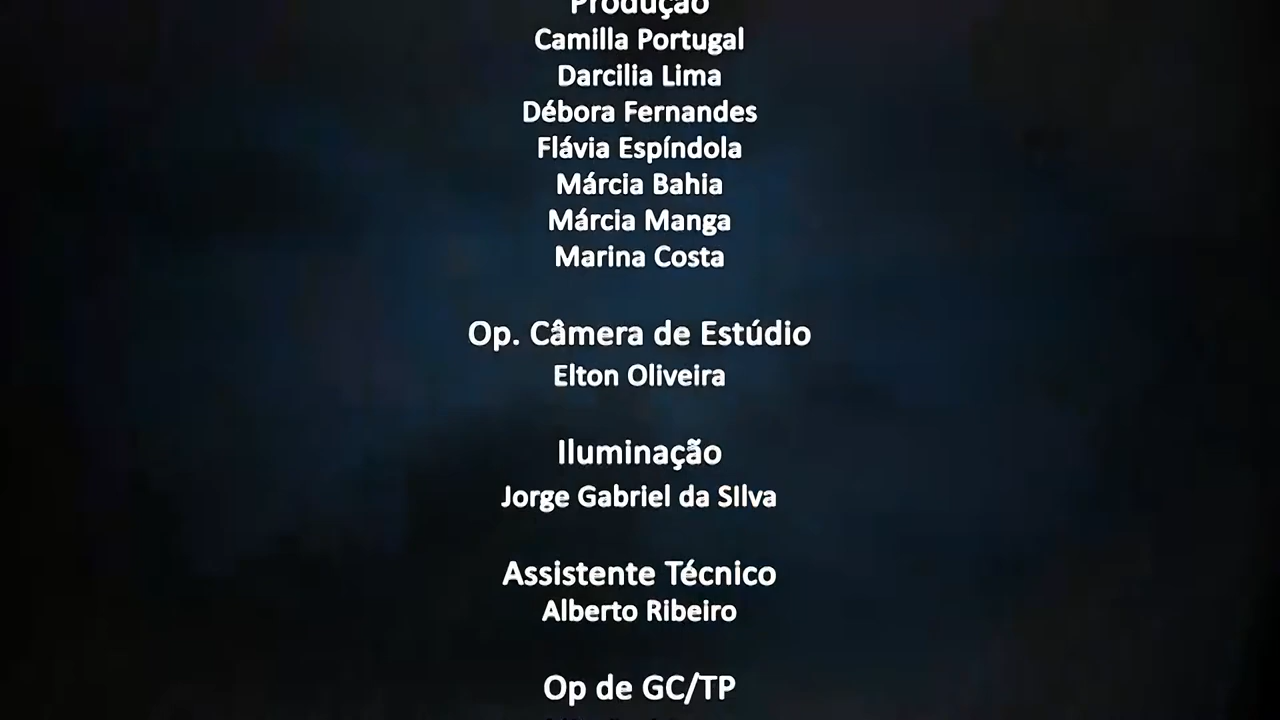 Produção
Camilla Portugal
Darcilia Lima
Débora Fernandes
Flávia Espíndola
Márcia Bahia
Márcia Manga
Marina Costa
Op. Câmera de Estúdio
Elton Oliveira
Iluminação
Jorge Gabriel da SIlva
Assistente Técnico
Alberto Ribeiro
Op de GC/TP